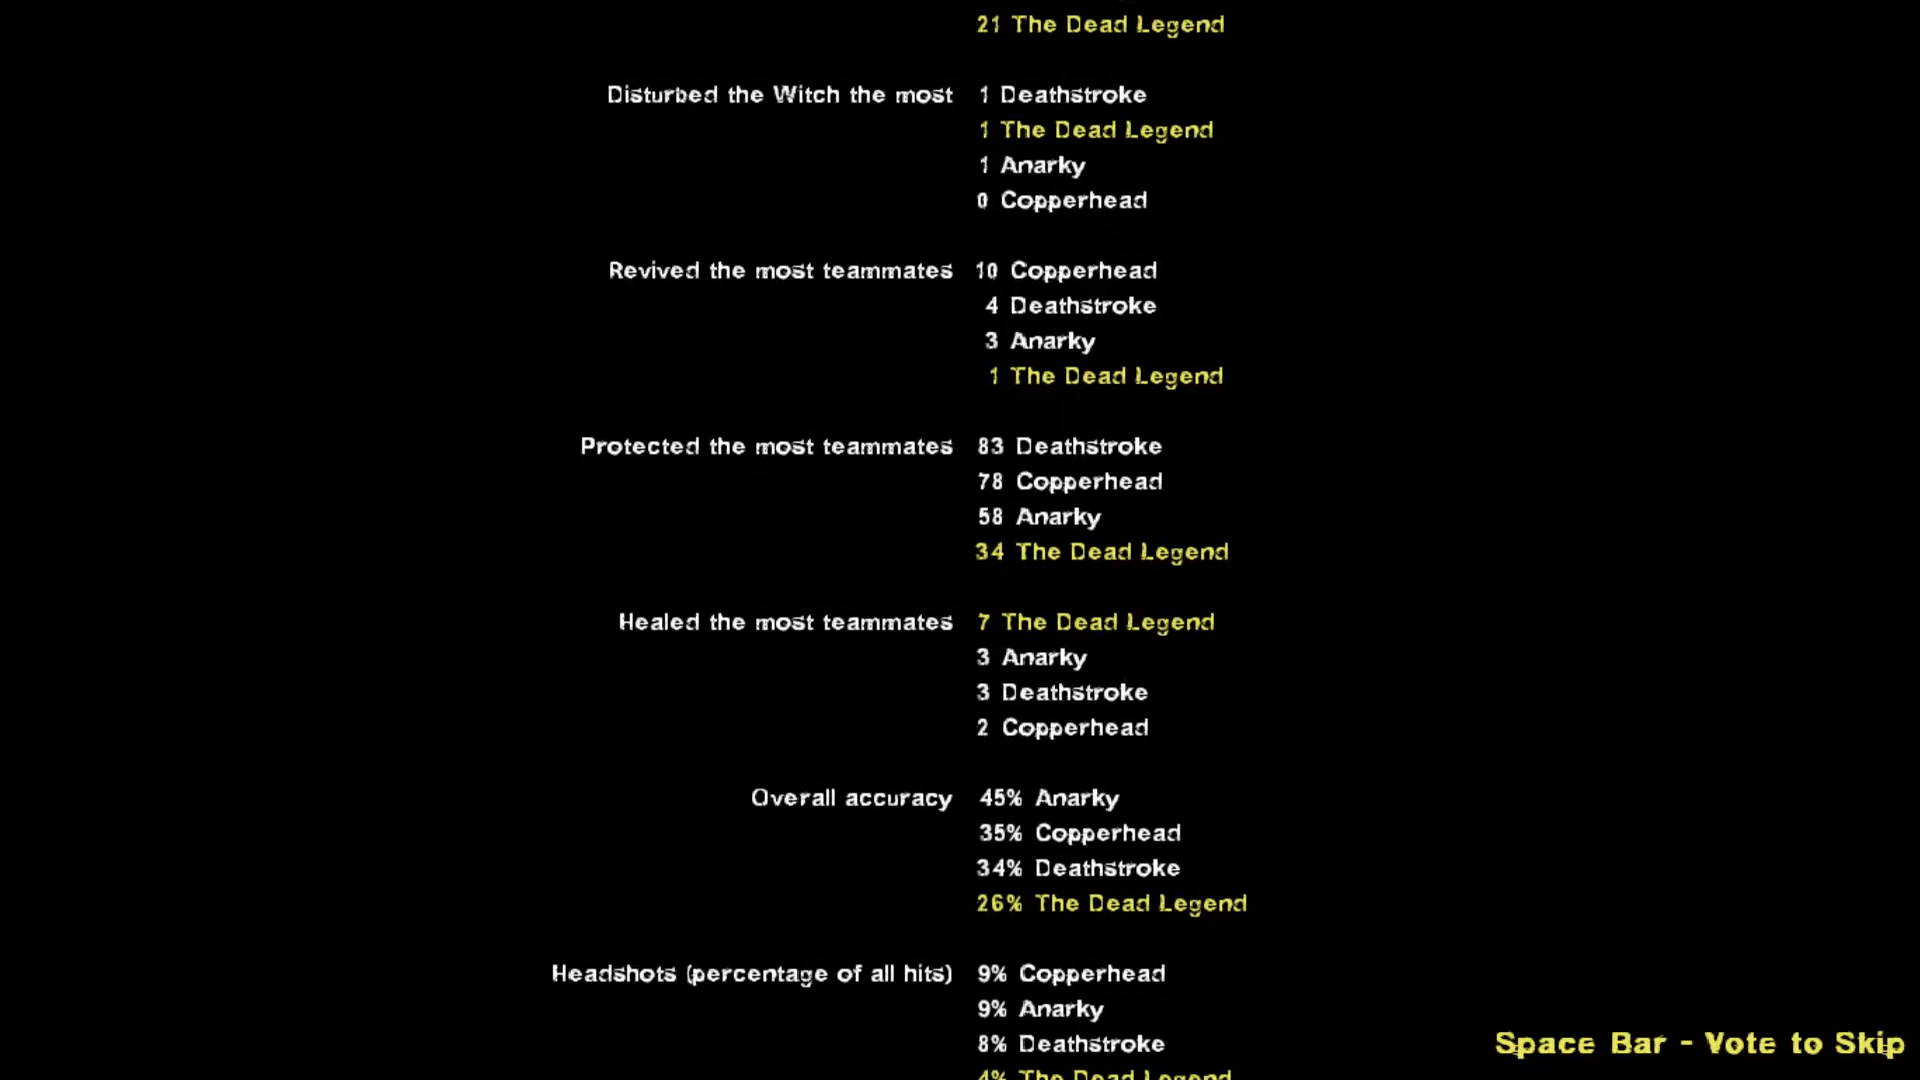 21 The Dead Legend
Disturbed the Witch the most 1 Deathstroke
1 The Dead Legend
1 Anarky
0 Copperhead
Revived the most teammates 10 Copperhead
4 Deathstroke
3 Anarky
1 The Dead Legend
Protected the most teammates 83 Deathstroke
78 Copperhead
58 Anarky
34 The Dead Legend
Healed the most teammates 7 The Dead Legend
3 Anarky
3 Deathstroke
2 Copperhead
Overall accuracy 45% Anarky
35% Copperhead
34% Deathstroke
26% The Dead Legend
Headshots (percentage of all hits) 9% Copperhead
9% Anarky
8% Deathstroke
4% The Dead Legend
Space Bar - Vote to Skip